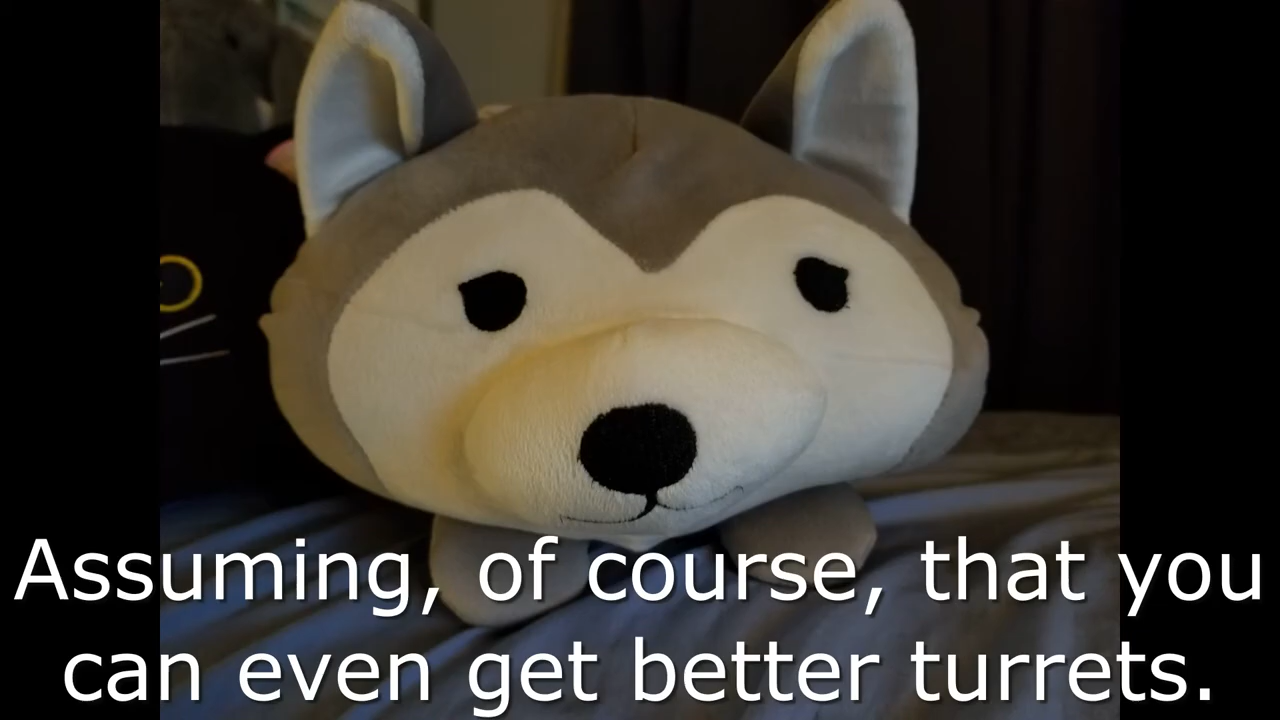 Assuming, of course, that you
can even get better turrets.